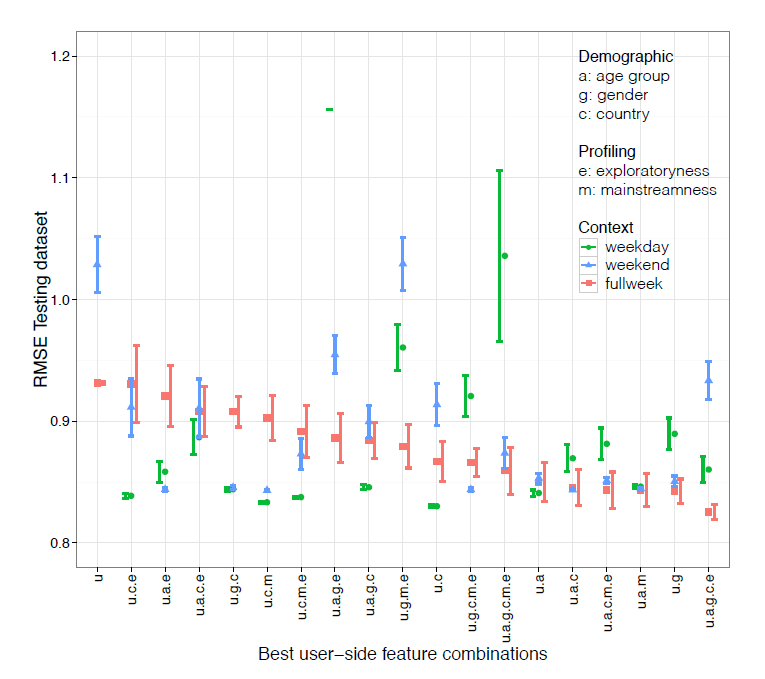 1.2
1.1
1.0
0.9
0.8
RMSE Testing dataset
Demographic
a: age group
g: gender
c: country
Profiling
e: exploratoryness
m: mainstreamness
Context
weekday
weekend
fullweek
u
u.c.e
u.a.e
u.a.c.e
u.g.c
u.c.m
u.c.m.e
u.a.g.e
u.a.g.c
u.g.m.e
u.c
u.g.c.m.e
u.a.g.c.m.e
u.a
u.a.c
u.a.c.m.e
u.a.m
u.g
u.a.g.c.e
Best user−side feature combinations